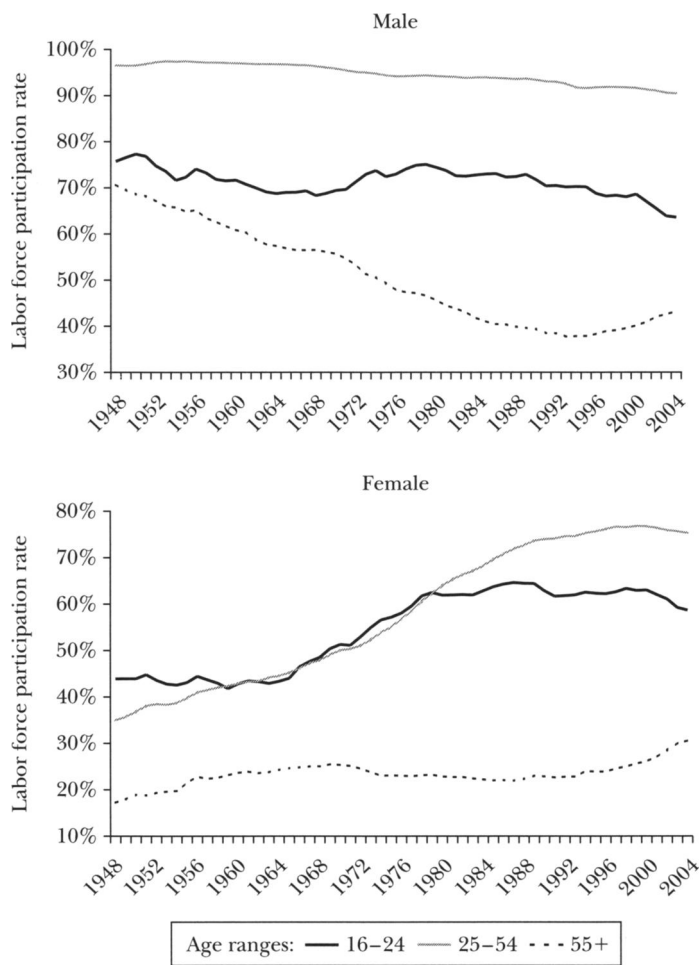 Male
Labor force participation rate
100%
90%
80%
70%
60%
50%
40%
30%
1948 1952 1956 1960 1964 1968 1972 1976 1980 1984 1988 1992 1996 2000 2004
Female
Labor force participation rate
80%
70%
60%
50%
40%
30%
20%
10%
1948 1952 1956 1960 1964 1968 1972 1976 1980 1984 1988 1992 1996 2000 2004
Age ranges: 16–24 25–54 55+